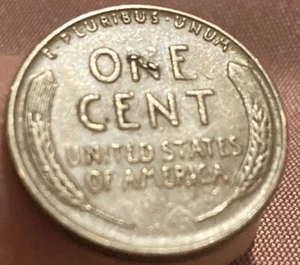 E·PLURIBUS·UNUM
ONE
CENT
UNITED STATES
OF AMERICA